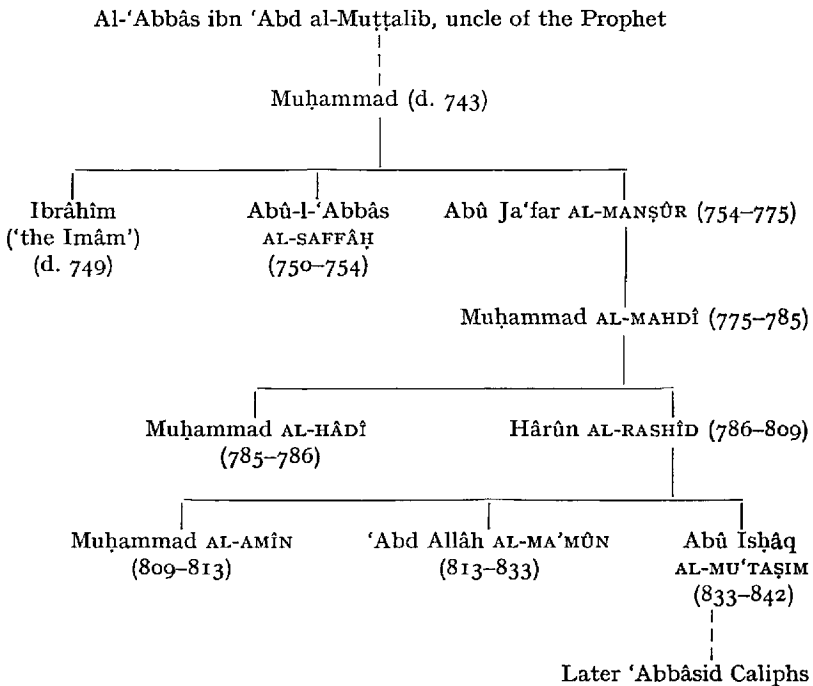 Al-‘Abbâs ibn ‘Abd al-Muṭṭalib, uncle of the Prophet
Muḥammad (d. 743)
Ibrâhîm
(‘the Imâm’)
(d. 749)
Abû-l-‘Abbâs
AL-SAFFÂḤ
(750–754)
Abû Ja‘far AL-MANṢÛR (754–775)
Muḥammad AL-MAHDÎ (775–785)
Muḥammad AL-HÂDÎ
(785–786)
Hârûn AL-RASHÎD (786–809)
Muḥammad AL-AMÎN
(809–813)
‘Abd Allâh AL-MA’MÛN
(813–833)
Abû Isḥâq
AL-MU‘TAṢIM
(833–842)
Later ‘Abbâsid Caliphs